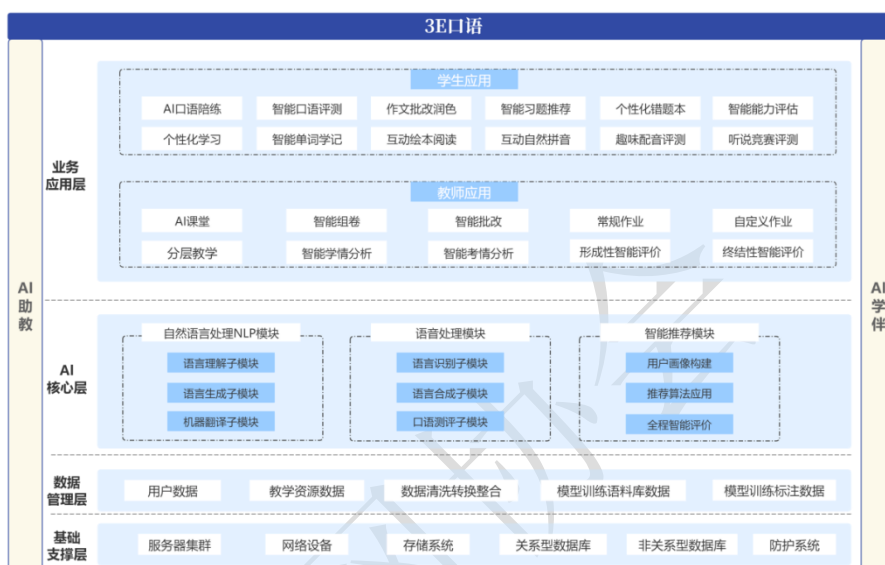 3E口语
学生应用
AI口语陪练 智能口语评测 作文批改润色 智能习题推荐 个性化错题本 智能能力评估
个性化学习 智能单词学记 互动绘本阅读 互动自然拼音 趣味配音评测 听说竞赛评测
业务
应用层
教师应用
AI课堂 智能组卷 智能批改 常规作业 自定义作业
分层教学 智能学情分析 智能考情分析 形成性智能评价 终结性智能评价
AI
助
教
AI
学
伴
自然语言处理NLP模块 语音处理模块 智能推荐模块
语言理解子模块 语言识别子模块 用户画像构建
AI
核心层
语言生成子模块 语言合成子模块 推荐算法应用
机器翻译子模块 口语测评子模块 全程智能评价
数据
管理层
用户数据 教学资源数据 数据清洗转换整合 模型训练语料库数据 模型训练标注数据
基础
支撑层
服务器集群 网络设备 存储系统 关系型数据库 非关系型数据库 防护系统